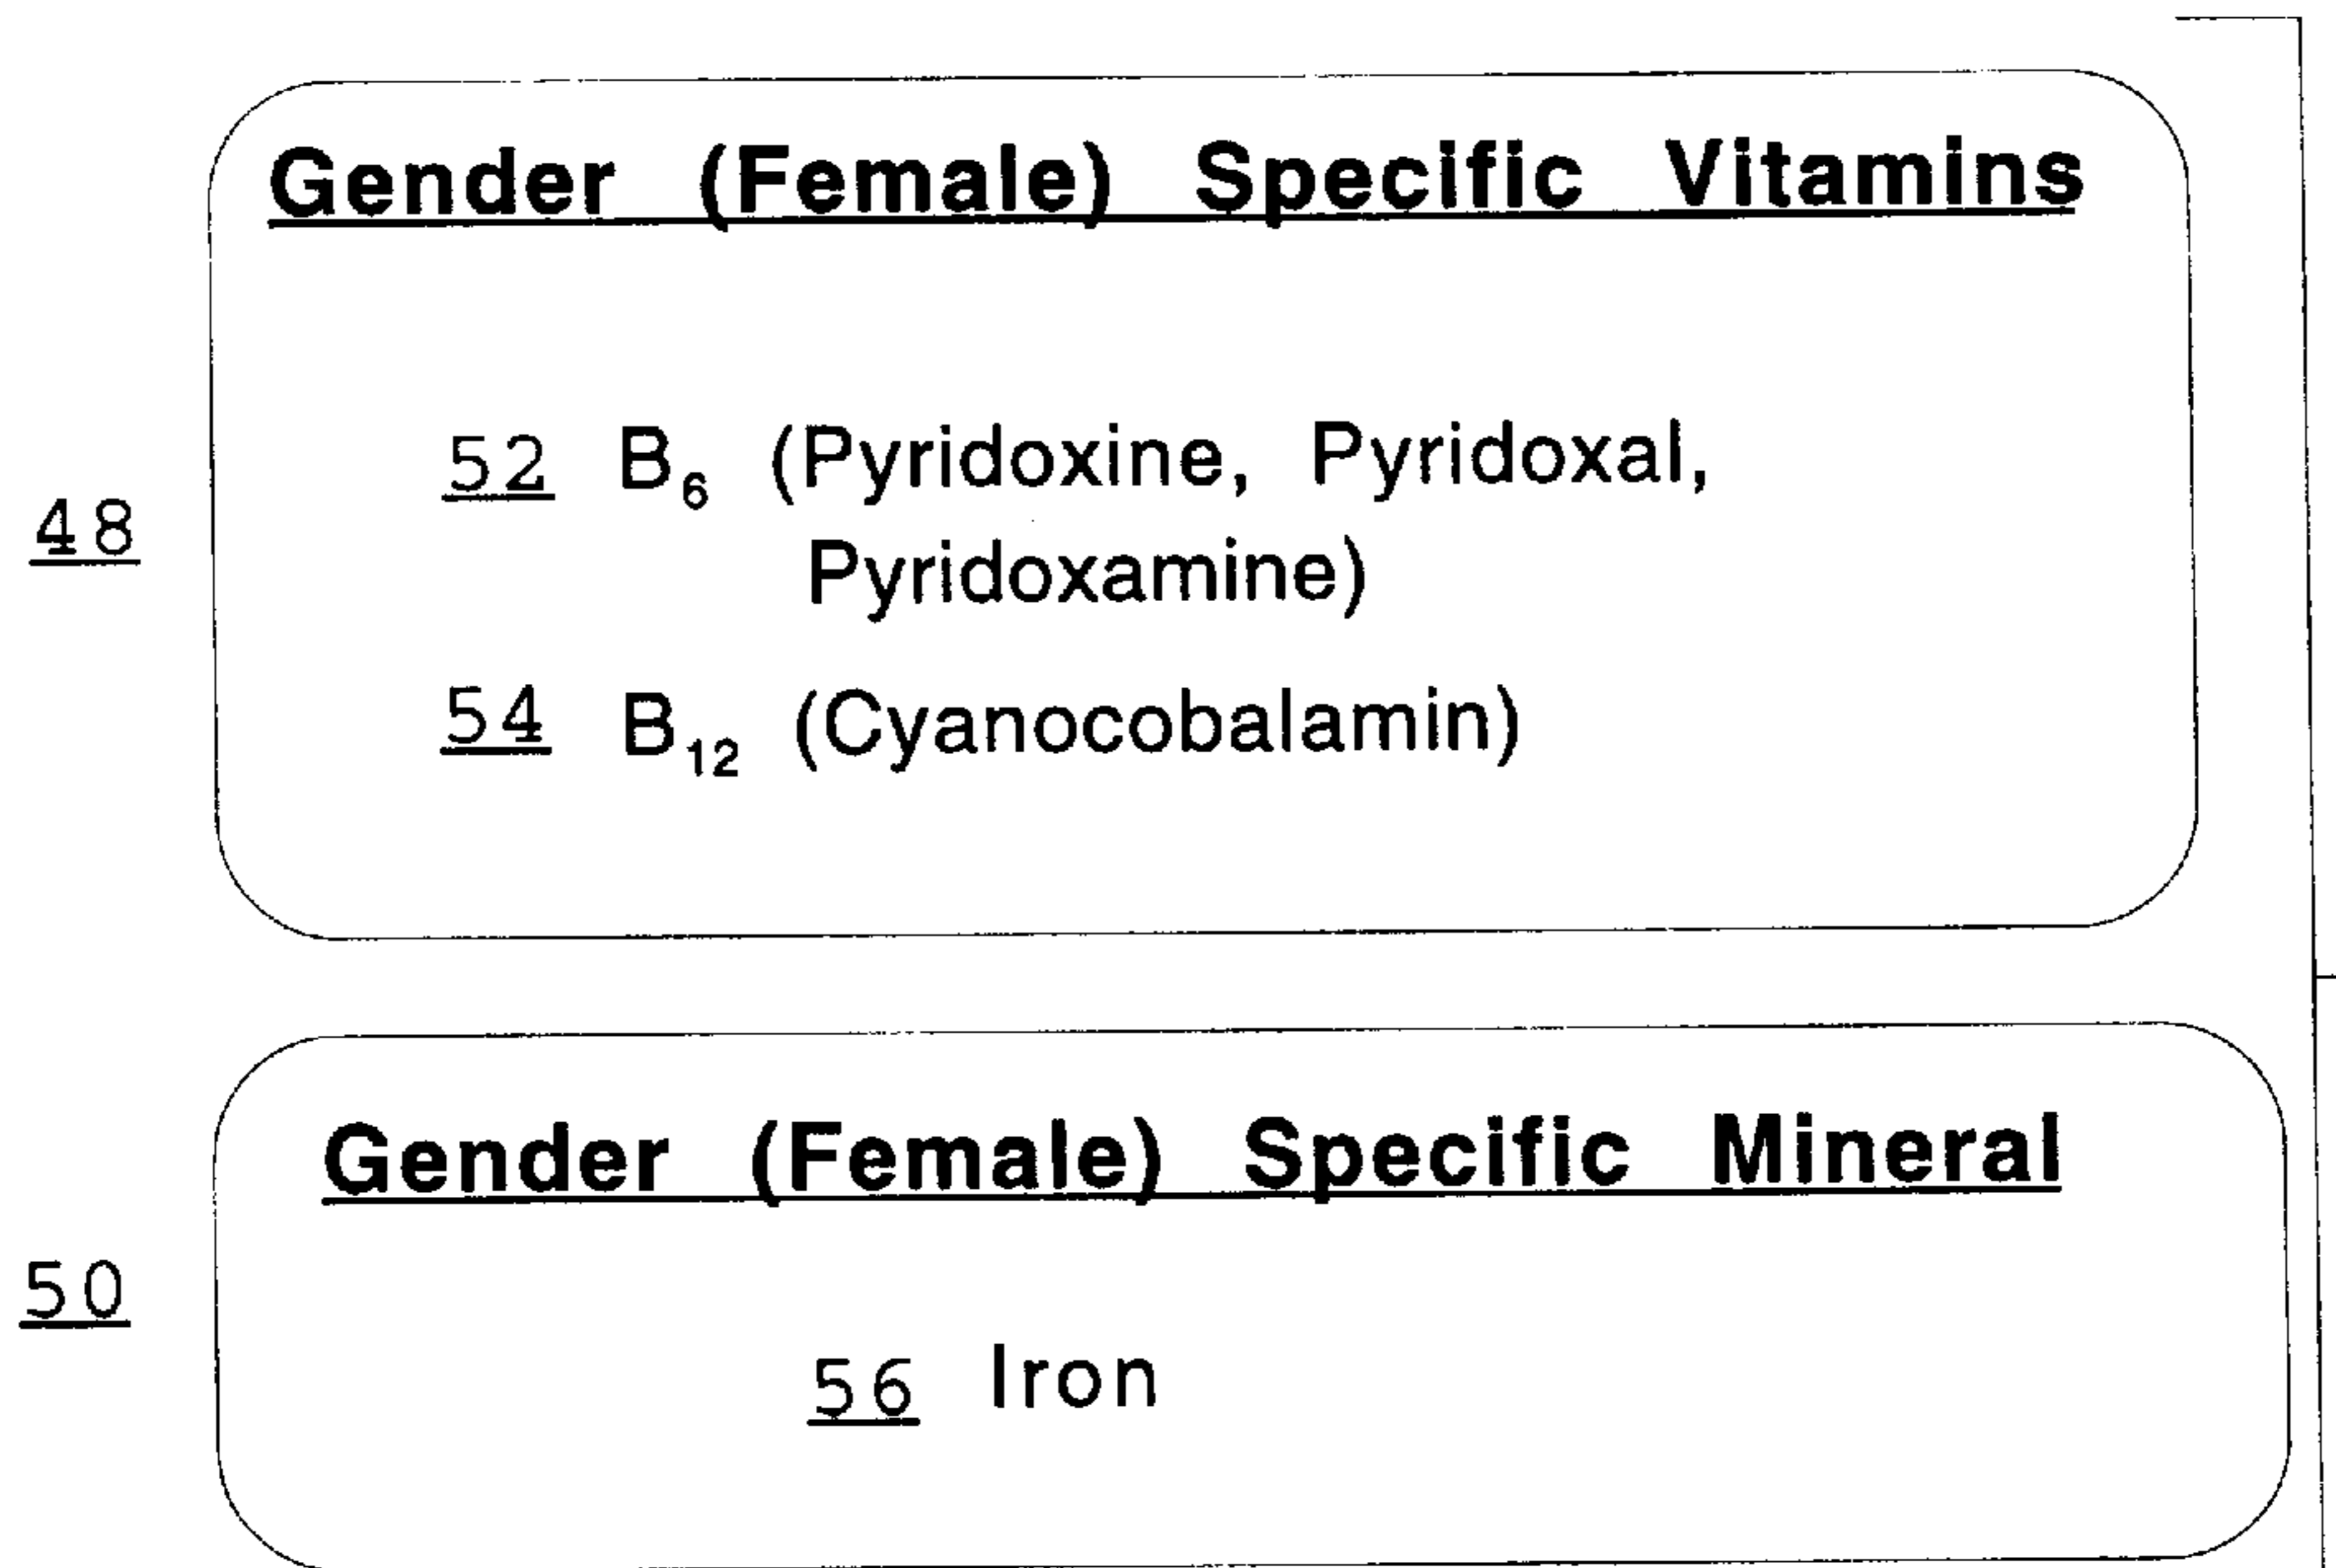 Gender (Female) Specific Vitamins
52 B₆ (Pyridoxine, Pyridoxal,
48
Pyridoxamine)
54 B₁₂ (Cyanocobalamin)
Gender (Female) Specific Mineral
50
56 Iron